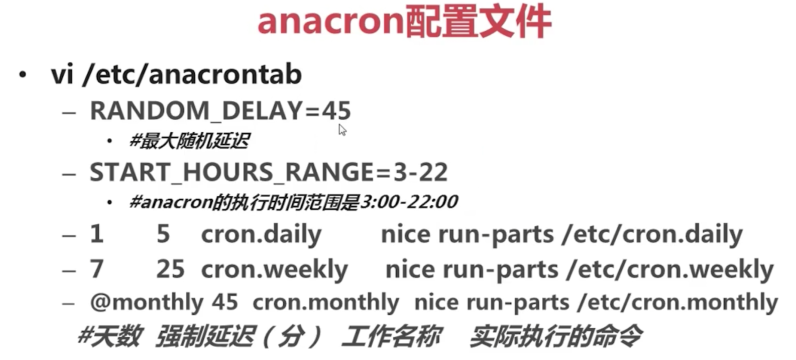 anacron配置文件
• vi /etc/anacrontab
– RANDOM_DELAY=45
• #最大随机延迟
– START_HOURS_RANGE=3-22
• #anacron的执行时间范围是3:00-22:00
– 1 5 cron.daily nice run-parts /etc/cron.daily
– 7 25 cron.weekly nice run-parts /etc/cron.weekly
– @monthly 45 cron.monthly nice run-parts /etc/cron.monthly
#天数 强制延迟（分） 工作名称 实际执行的命令